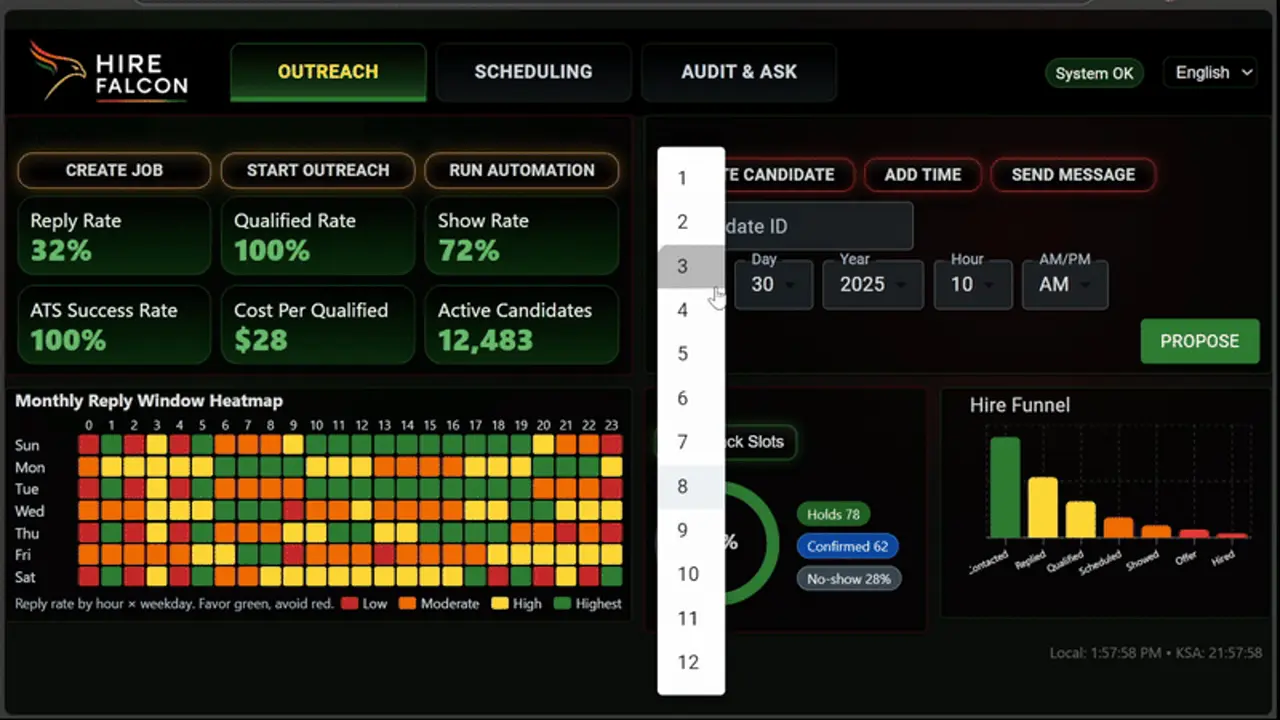 HIRE
FALCON
OUTREACH
SCHEDULING
AUDIT & ASK
System OK
English
CREATE JOB
START OUTREACH
RUN AUTOMATION
Reply Rate
32%
Qualified Rate
100%
Show Rate
72%
ATS Success Rate
100%
Cost Per Qualified
$28
Active Candidates
12,483
Monthly Reply Window Heatmap
0 1 2 3 4 5 6 7 8 9 10 11 12 13 14 15 16 17 18 19 20 21 22 23
Sun
Mon
Tue
Wed
Thu
Fri
Sat
Reply rate by hour × weekday. Favor green, avoid red.
Low
Moderate
High
Highest
1
2
3
4
5
6
7
8
9
10
11
12
TE CANDIDATE
ADD TIME
SEND MESSAGE
date ID
Day
30
Year
2025
Hour
10
AM/PM
AM
PROPOSE
ck Slots
%
Holds 78
Confirmed 62
No-show 28%
Hire Funnel
Contacted
Replied
Qualified
Scheduled
Showed
Offer
Hired
Local: 1:57:58 PM • KSA: 21:57:58